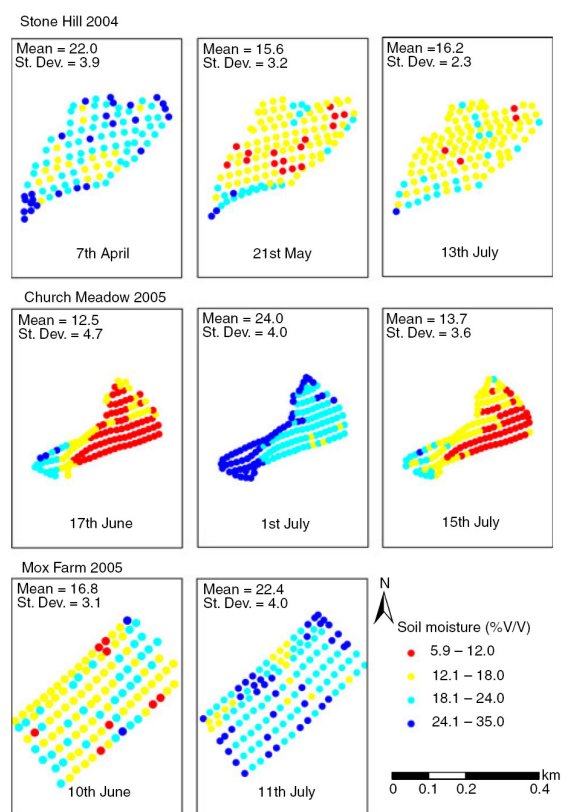 Stone Hill 2004
Mean = 22.0
St. Dev. = 3.9
7th April
Mean = 15.6
St. Dev. = 3.2
21st May
Mean =16.2
St. Dev. = 2.3
13th July
Church Meadow 2005
Mean = 12.5
St. Dev. = 4.7
17th June
Mean = 24.0
St. Dev. = 4.0
1st July
Mean = 13.7
St. Dev. = 3.6
15th July
Mox Farm 2005
Mean = 16.8
St. Dev. = 3.1
10th June
Mean = 22.4
St. Dev. = 4.0
11th July
N
Soil moisture (%V/V)
5.9 – 12.0
12.1 – 18.0
18.1 – 24.0
24.1 – 35.0
km
0 0.1 0.2 0.4